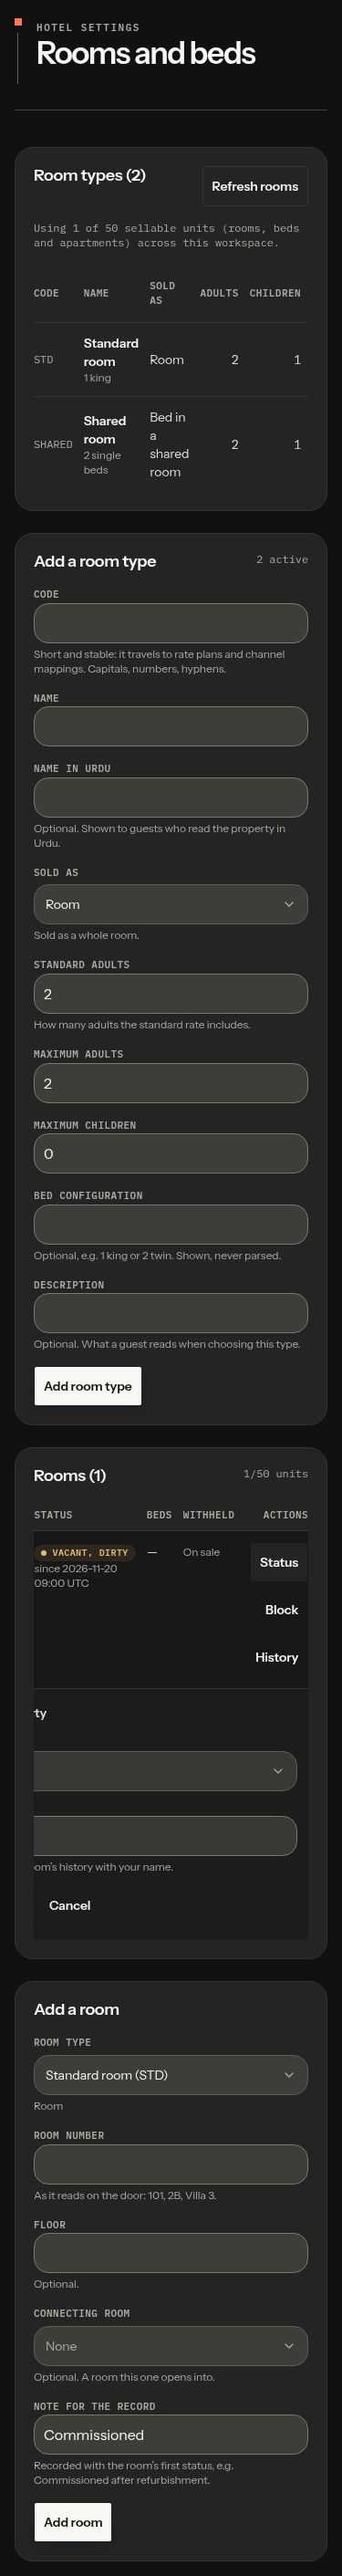 HOTEL SETTINGS
Rooms and beds
Room types (2)
Refresh rooms
Using 1 of 50 sellable units (rooms, beds
and apartments) across this workspace.
CODE NAME SOLD AS ADULTS CHILDREN
STD Standard room Room 2 1
1 king
SHARED Shared room Bed in a shared room 2 1
2 single beds
Add a room type
2 active
CODE
Short and stable: it travels to rate plans and channel
mappings. Capitals, numbers, hyphens.
NAME
NAME IN URDU
Optional. Shown to guests who read the property in
Urdu.
SOLD AS
Room
Sold as a whole room.
STANDARD ADULTS
2
How many adults the standard rate includes.
MAXIMUM ADULTS
2
MAXIMUM CHILDREN
0
BED CONFIGURATION
Optional, e.g. 1 king or 2 twin. Shown, never parsed.
DESCRIPTION
Optional. What a guest reads when choosing this type.
Add room type
Rooms (1)
1/50 units
STATUS BEDS WITHHELD ACTIONS
VACANT, DIRTY — On sale Status
since 2026-11-20
09:00 UTC
Block
History
rty
oom's history with your name.
Cancel
Add a room
ROOM TYPE
Standard room (STD)
Room
ROOM NUMBER
As it reads on the door: 101, 2B, Villa 3.
FLOOR
Optional.
CONNECTING ROOM
None
Optional. A room this one opens into.
NOTE FOR THE RECORD
Commissioned
Recorded with the room's first status, e.g.
Commissioned after refurbishment.
Add room